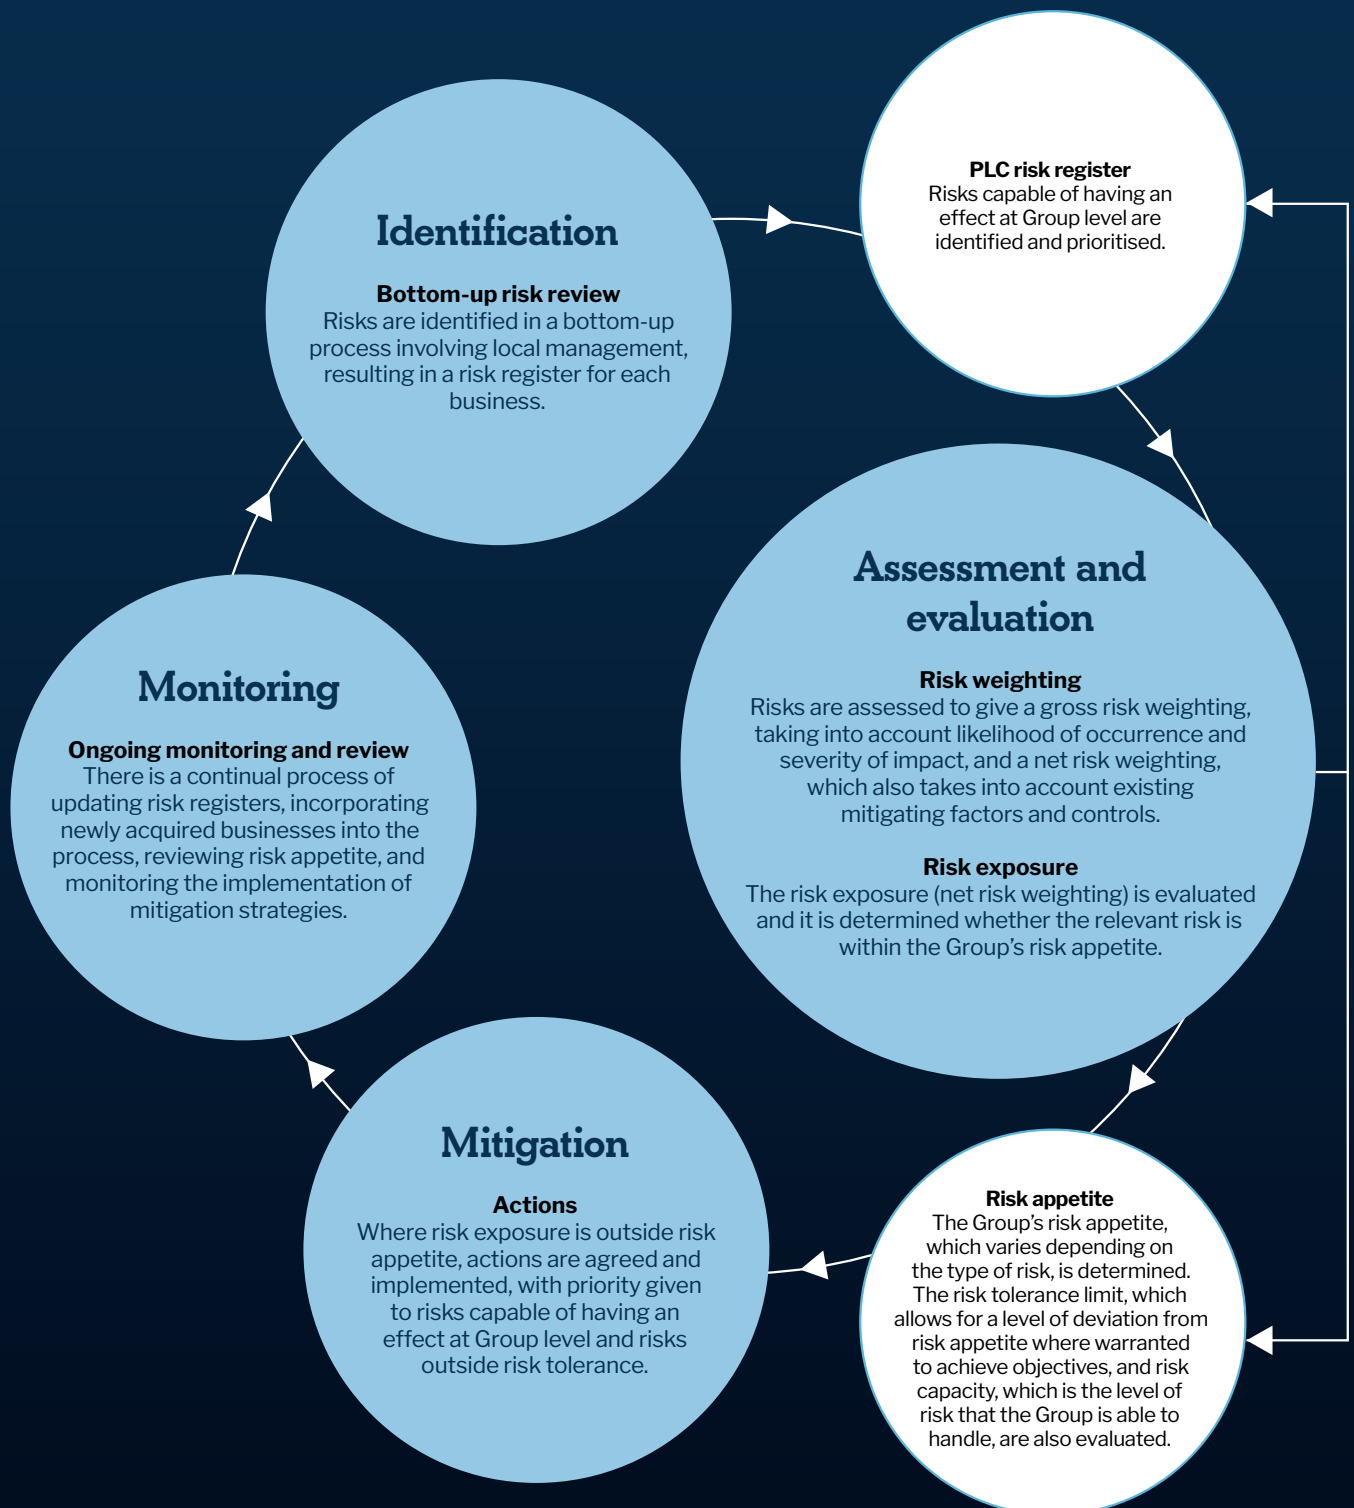 Identification
Bottom-up risk review
Risks are identified in a bottom-up
process involving local management,
resulting in a risk register for each
business.
PLC risk register
Risks capable of having an
effect at Group level are
identified and prioritised.
Assessment and
evaluation
Risk weighting
Risks are assessed to give a gross risk weighting,
taking into account likelihood of occurrence and
severity of impact, and a net risk weighting,
which also takes into account existing
mitigating factors and controls.
Risk exposure
The risk exposure (net risk weighting) is evaluated
and it is determined whether the relevant risk is
within the Group’s risk appetite.
Risk appetite
The Group’s risk appetite,
which varies depending on
the type of risk, is determined.
The risk tolerance limit, which
allows for a level of deviation from
risk appetite where warranted
to achieve objectives, and risk
capacity, which is the level of
risk that the Group is able to
handle, are also evaluated.
Mitigation
Actions
Where risk exposure is outside risk
appetite, actions are agreed and
implemented, with priority given
to risks capable of having an
effect at Group level and risks
outside risk tolerance.
Monitoring
Ongoing monitoring and review
There is a continual process of
updating risk registers, incorporating
newly acquired businesses into the
process, reviewing risk appetite, and
monitoring the implementation of
mitigation strategies.